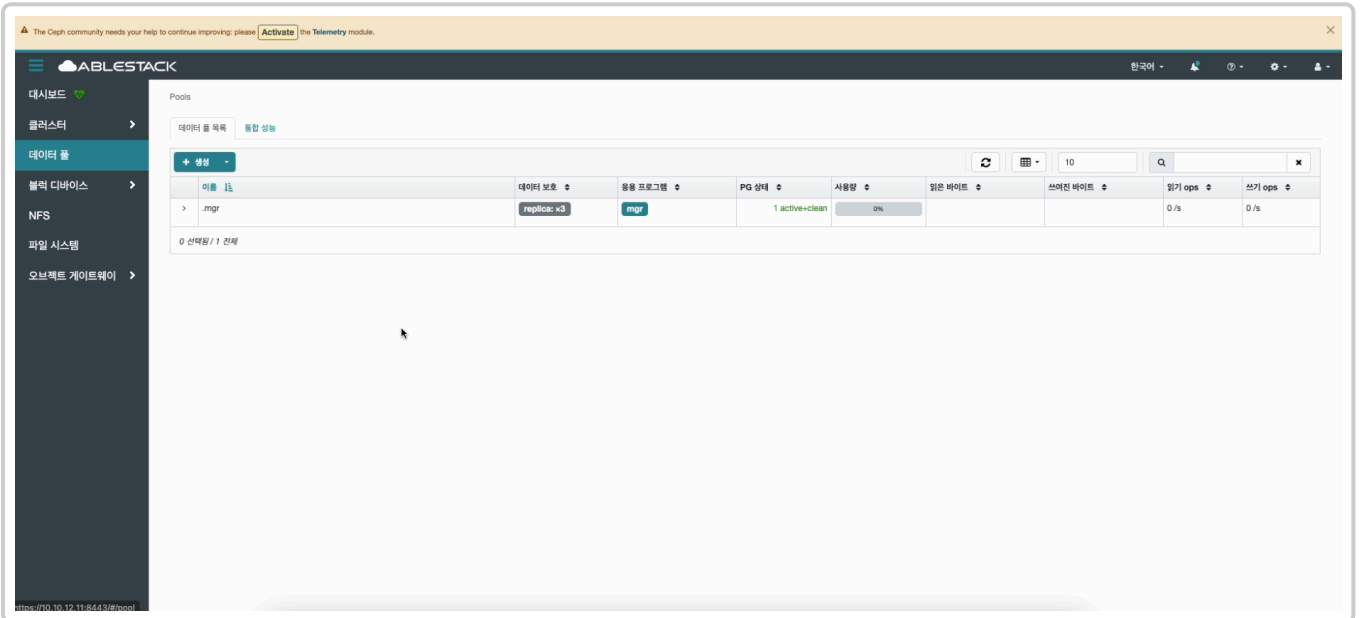 The Ceph community needs your help to continue improving: please Activate the Telemetry module.
ABLESTACK
한국어
대시보드
클러스터
데이터 풀
블럭 디바이스
NFS
파일 시스템
오브젝트 게이트웨이
Pools
데이터 풀 목록 통합 성능
생성
10
이름 데이터 보호 응용 프로그램 PG 상태 사용량 읽은 바이트 쓰여진 바이트 읽기 ops 쓰기 ops
.mgr replica: ×3 mgr 1 active+clean 0% 0 /s 0 /s
0 선택됨 / 1 전체
https://10.10.12.11:8443/#/pool